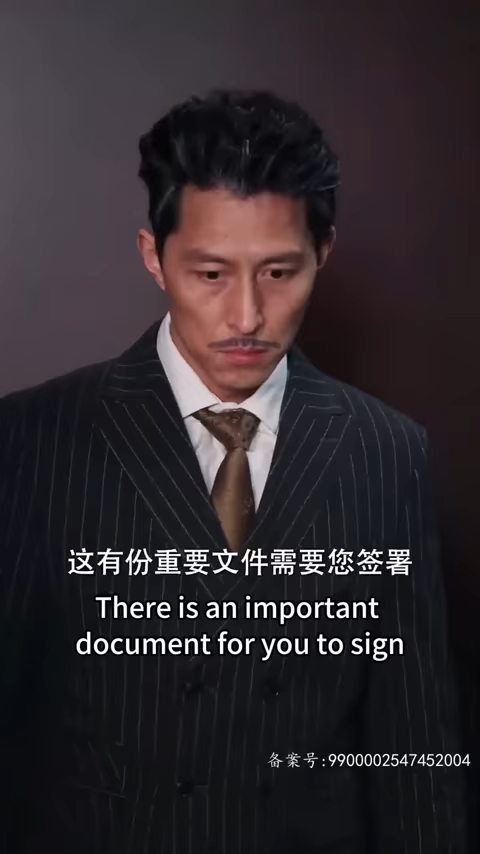 这有份重要文件需要您签署
There is an important
document for you to sign
备案号:9900002547452004